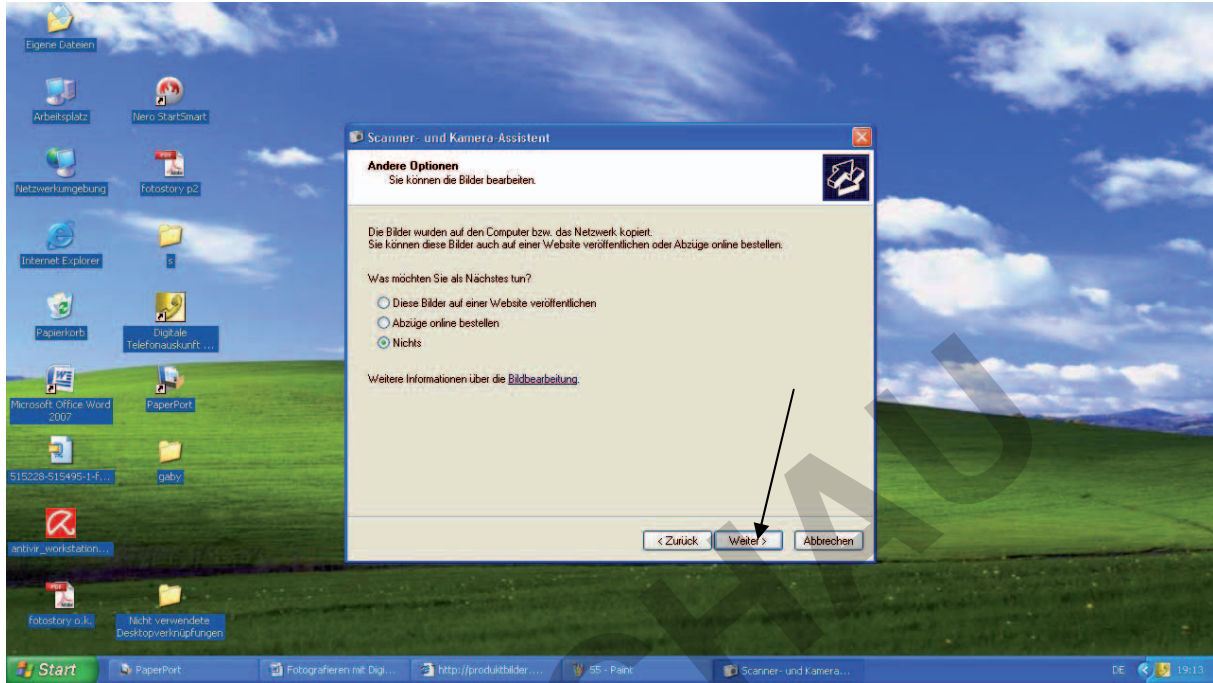 Eigene Dateien
Arbeitsplatz
Nero StartSmart
Netzwerkumgebung
fotostory p2
Internet Explorer
s
Papierkorb
Digitale
Telefonauskunft ...
Microsoft Office Word
2007
PaperPort
515228-515495-1-f...
gaby
antivir_workstation...
fotostory o.k.
Nicht verwendete
Desktopverknüpfungen
Scanner- und Kamera-Assistent
Andere Optionen
Sie können die Bilder bearbeiten.
Die Bilder wurden auf den Computer bzw. das Netzwerk kopiert.
Sie können diese Bilder auch auf einer Website veröffentlichen oder Abzüge online bestellen.
Was möchten Sie als Nächstes tun?
Diese Bilder auf einer Website veröffentlichen
Abzüge online bestellen
Nichts
Weitere Informationen über die Bildbearbeitung.
< Zurück
Weiter >
Abbrechen
Start
PaperPort
Fotografieren mit Digi...
http://produktbilder....
55 - Paint
Scanner- und Kamera...
DE
19:13